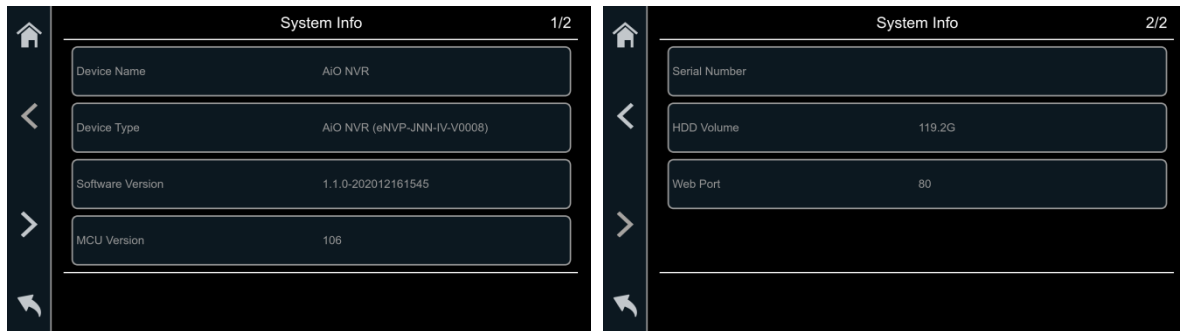 System Info 1/2
Device Name AiO NVR
Device Type AiO NVR (eNVP-JNN-IV-V0008)
Software Version 1.1.0-202012161545
MCU Version 106
System Info 2/2
Serial Number
HDD Volume 119.2G
Web Port 80